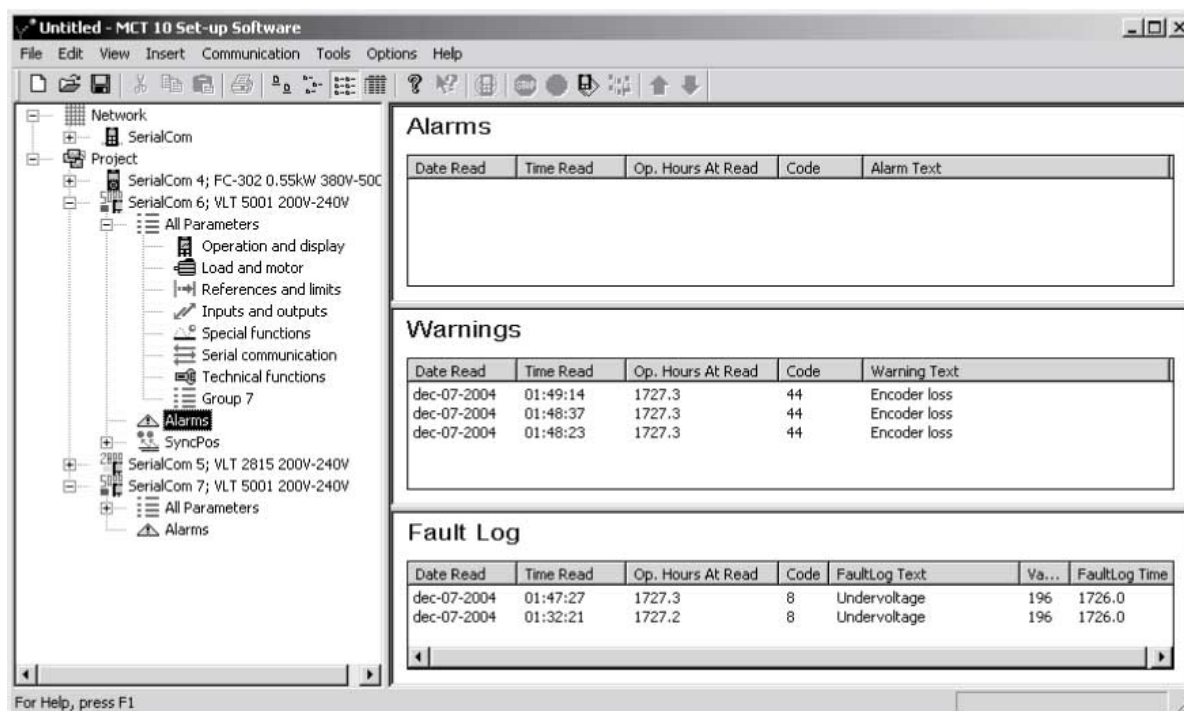 Untitled - MCT 10 Set-up Software
File Edit View Insert Communication Tools Options Help
Network
SerialCom
Project
SerialCom 4; FC-302 0.55kW 380V-500
SerialCom 6; VLT 5001 200V-240V
All Parameters
Operation and display
Load and motor
References and limits
Inputs and outputs
Special functions
Serial communication
Technical functions
Group 7
Alarms
SyncPos
SerialCom 5; VLT 2815 200V-240V
SerialCom 7; VLT 5001 200V-240V
All Parameters
Alarms
Alarms
Date Read Time Read Op. Hours At Read Code Alarm Text
Warnings
Date Read Time Read Op. Hours At Read Code Warning Text
dec-07-2004 01:49:14 1727.3 44 Encoder loss
dec-07-2004 01:48:37 1727.3 44 Encoder loss
dec-07-2004 01:48:23 1727.3 44 Encoder loss
Fault Log
Date Read Time Read Op. Hours At Read Code FaultLog Text Va... FaultLog Time
dec-07-2004 01:47:27 1727.3 8 Undervoltage 196 1726.0
dec-07-2004 01:32:21 1727.2 8 Undervoltage 196 1726.0
For Help, press F1